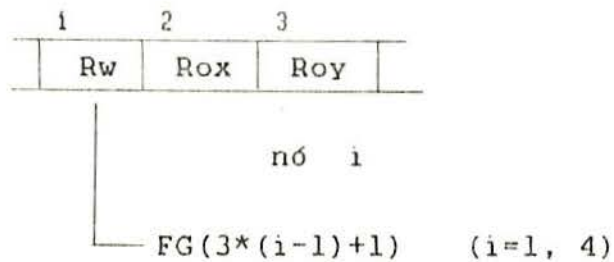 1 2 3
Rw Rox Roy
nó i
FG(3*(i-1)+1) (i=1, 4)